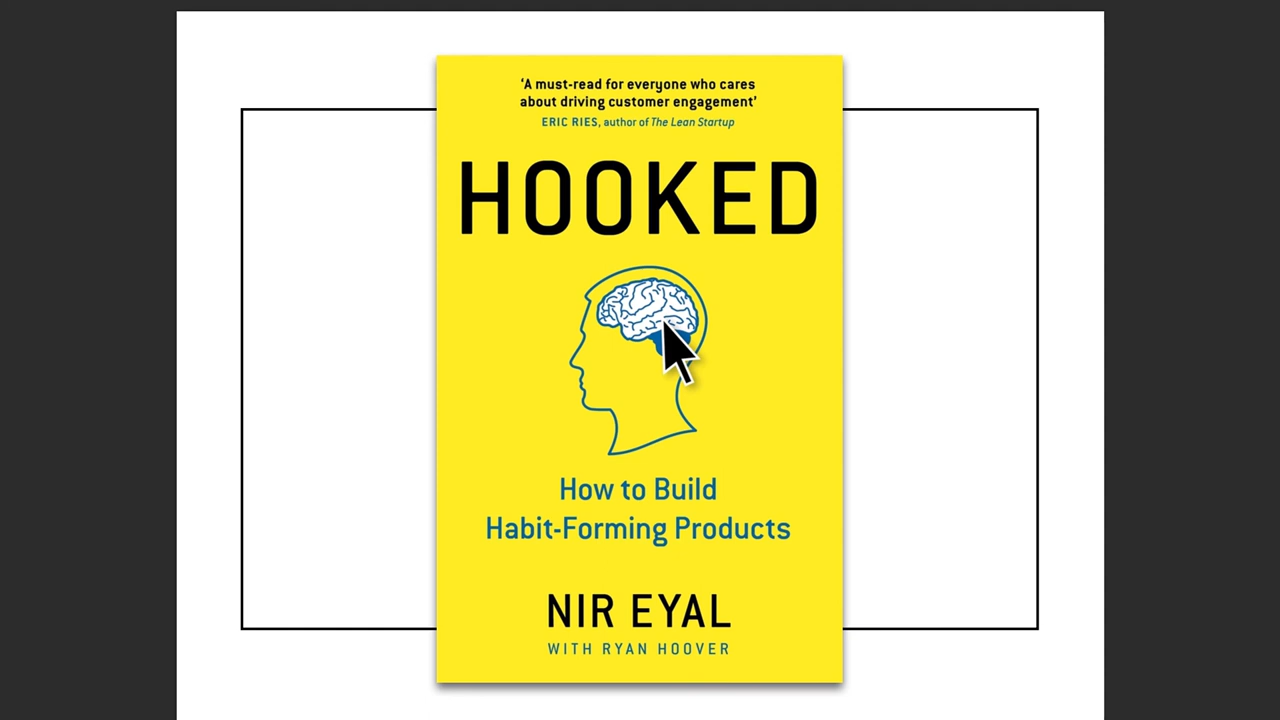 ‘A must-read for everyone who cares
about driving customer engagement’
ERIC RIES, author of The Lean Startup
HOOKED
How to Build
Habit-Forming Products
NIR EYAL
WITH RYAN HOOVER